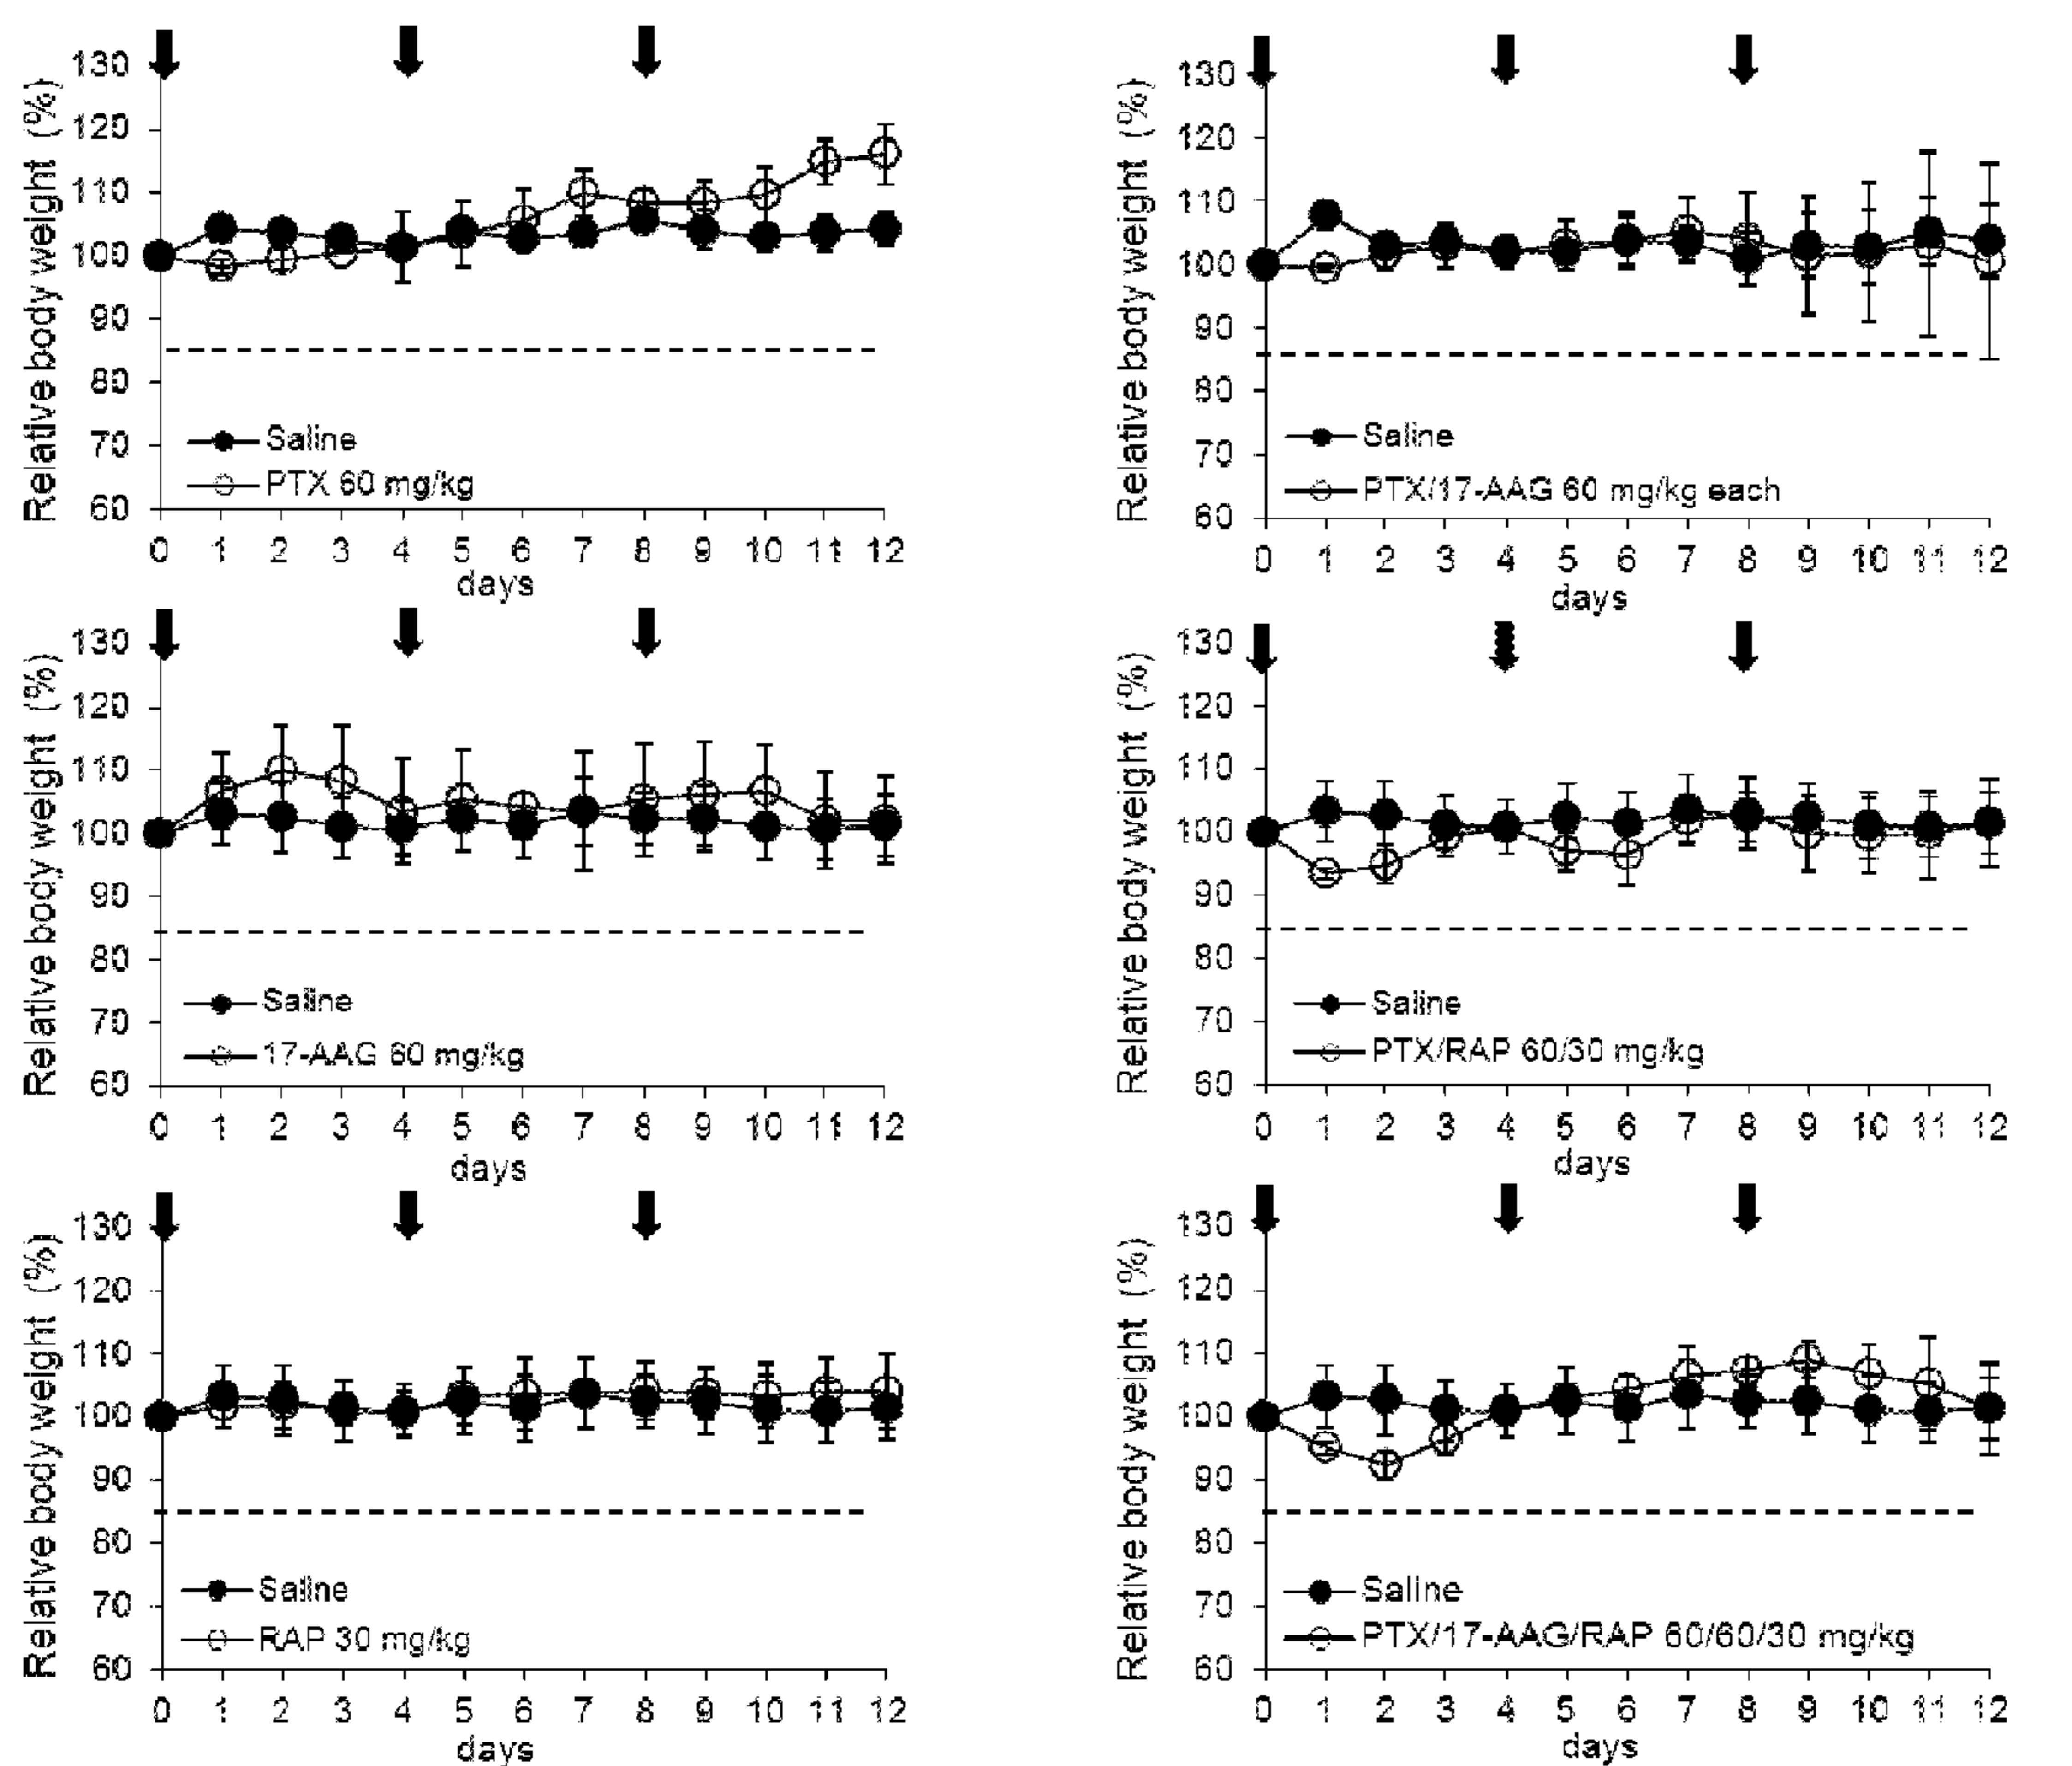 Relative body weight (%)
130
120
110
100
90
80
70
60
Saline
PTX 60 mg/kg
0 1 2 3 4 5 6 7 8 9 10 11 12
days
Relative body weight (%)
130
120
110
100
90
80
70
60
Saline
PTX/17-AAG 60 mg/kg each
0 1 2 3 4 5 6 7 8 9 10 11 12
days
Relative body weight (%)
130
120
110
100
90
80
70
60
Saline
17-AAG 60 mg/kg
0 1 2 3 4 5 6 7 8 9 10 11 12
days
Relative body weight (%)
130
120
110
100
90
80
70
60
Saline
PTX/RAP 60/30 mg/kg
0 1 2 3 4 5 6 7 8 9 10 11 12
days
Relative body weight (%)
130
120
110
100
90
80
70
60
Saline
RAP 30 mg/kg
0 1 2 3 4 5 6 7 8 9 10 11 12
days
Relative body weight (%)
130
120
110
100
90
80
70
60
Saline
PTX/17-AAG/RAP 60/60/30 mg/kg
0 1 2 3 4 5 6 7 8 9 10 11 12
days